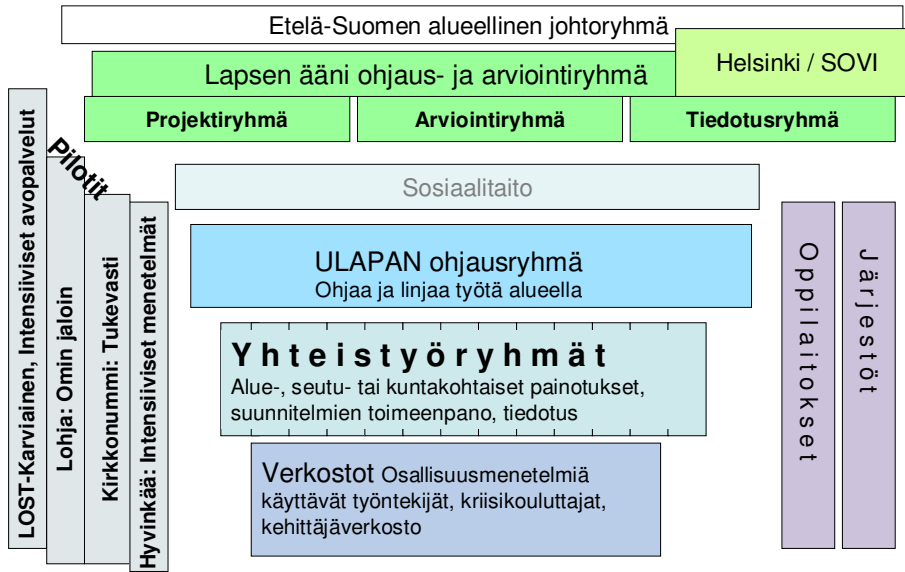 Etelä-Suomen alueellinen johtoryhmä
Lapsen ääni ohjaus- ja arviointiryhmä
Helsinki / SOVI
Projektiryhmä
Arviointiryhmä
Tiedotusryhmä
Pilotit
LOST-Karviainen, Intensiiviset avopalvelut
Lohja: Omin jaloin
Kirkkonummi: Tukevasti
Hyvinkää: Intensiiviset menetelmät
Sosiaalitaito
ULAPAN ohjausryhmä
Ohjaa ja linjaa työtä alueella
Yhteistyöryhmät
Alue-, seutu- tai kuntakohtaiset painotukset,
suunnitelmien toimeenpano, tiedotus
Verkostot Osallisuusmenetelmiä
käyttävät työntekijät, kriisikouluttajat,
kehittäjäverkosto
Oppilaitokset
Järjestöt